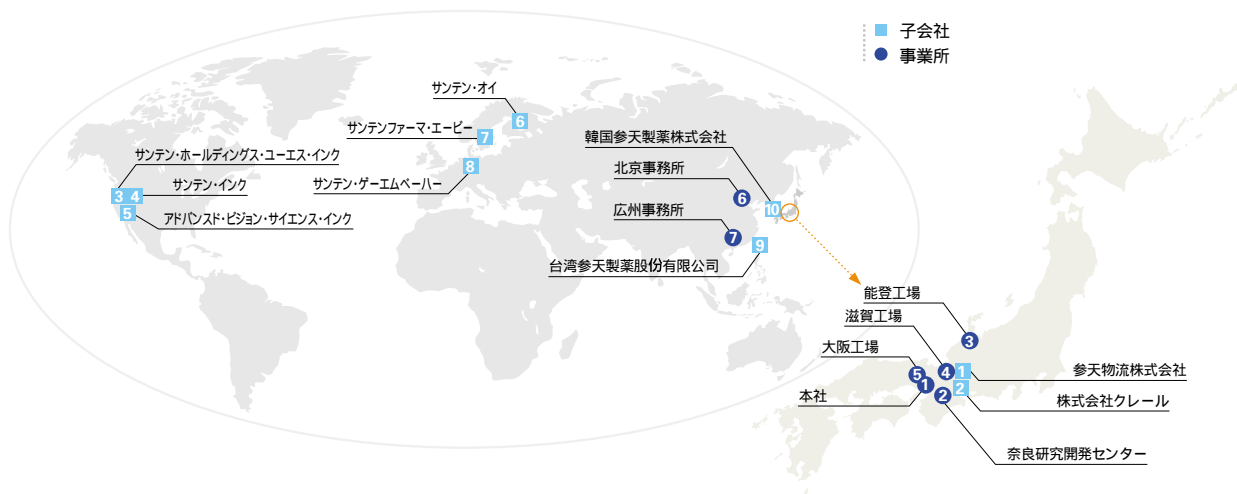 子会社
事業所
サンテン・オイ
6
サンテンファーマ・エービー
7
サンテン・ホールディングス・ユーエス・インク
3 4
サンテン・インク
サンテン・ゲーエムベーハー
8
5
アドバンスド・ビジョン・サイエンス・インク
韓国参天製薬株式会社
10
北京事務所
6
広州事務所
7
台湾参天製薬股份有限公司
9
能登工場
3
滋賀工場
4
大阪工場
5
本社
1
1
参天物流株式会社
2
株式会社クレール
2
奈良研究開発センター